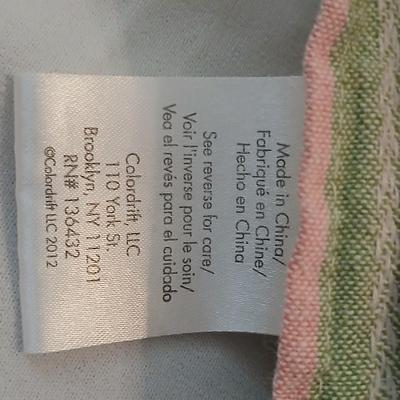 Made in China/
Fabriqué en Chine/
Hecho en China
See reverse for care/
Voir l'inverse pour le soin/
Vea el revés para el cuidado
Colordrift LLC
110 York St.
Brooklyn, NY 11201
RN# 136432
©Colordrift LLC 2012